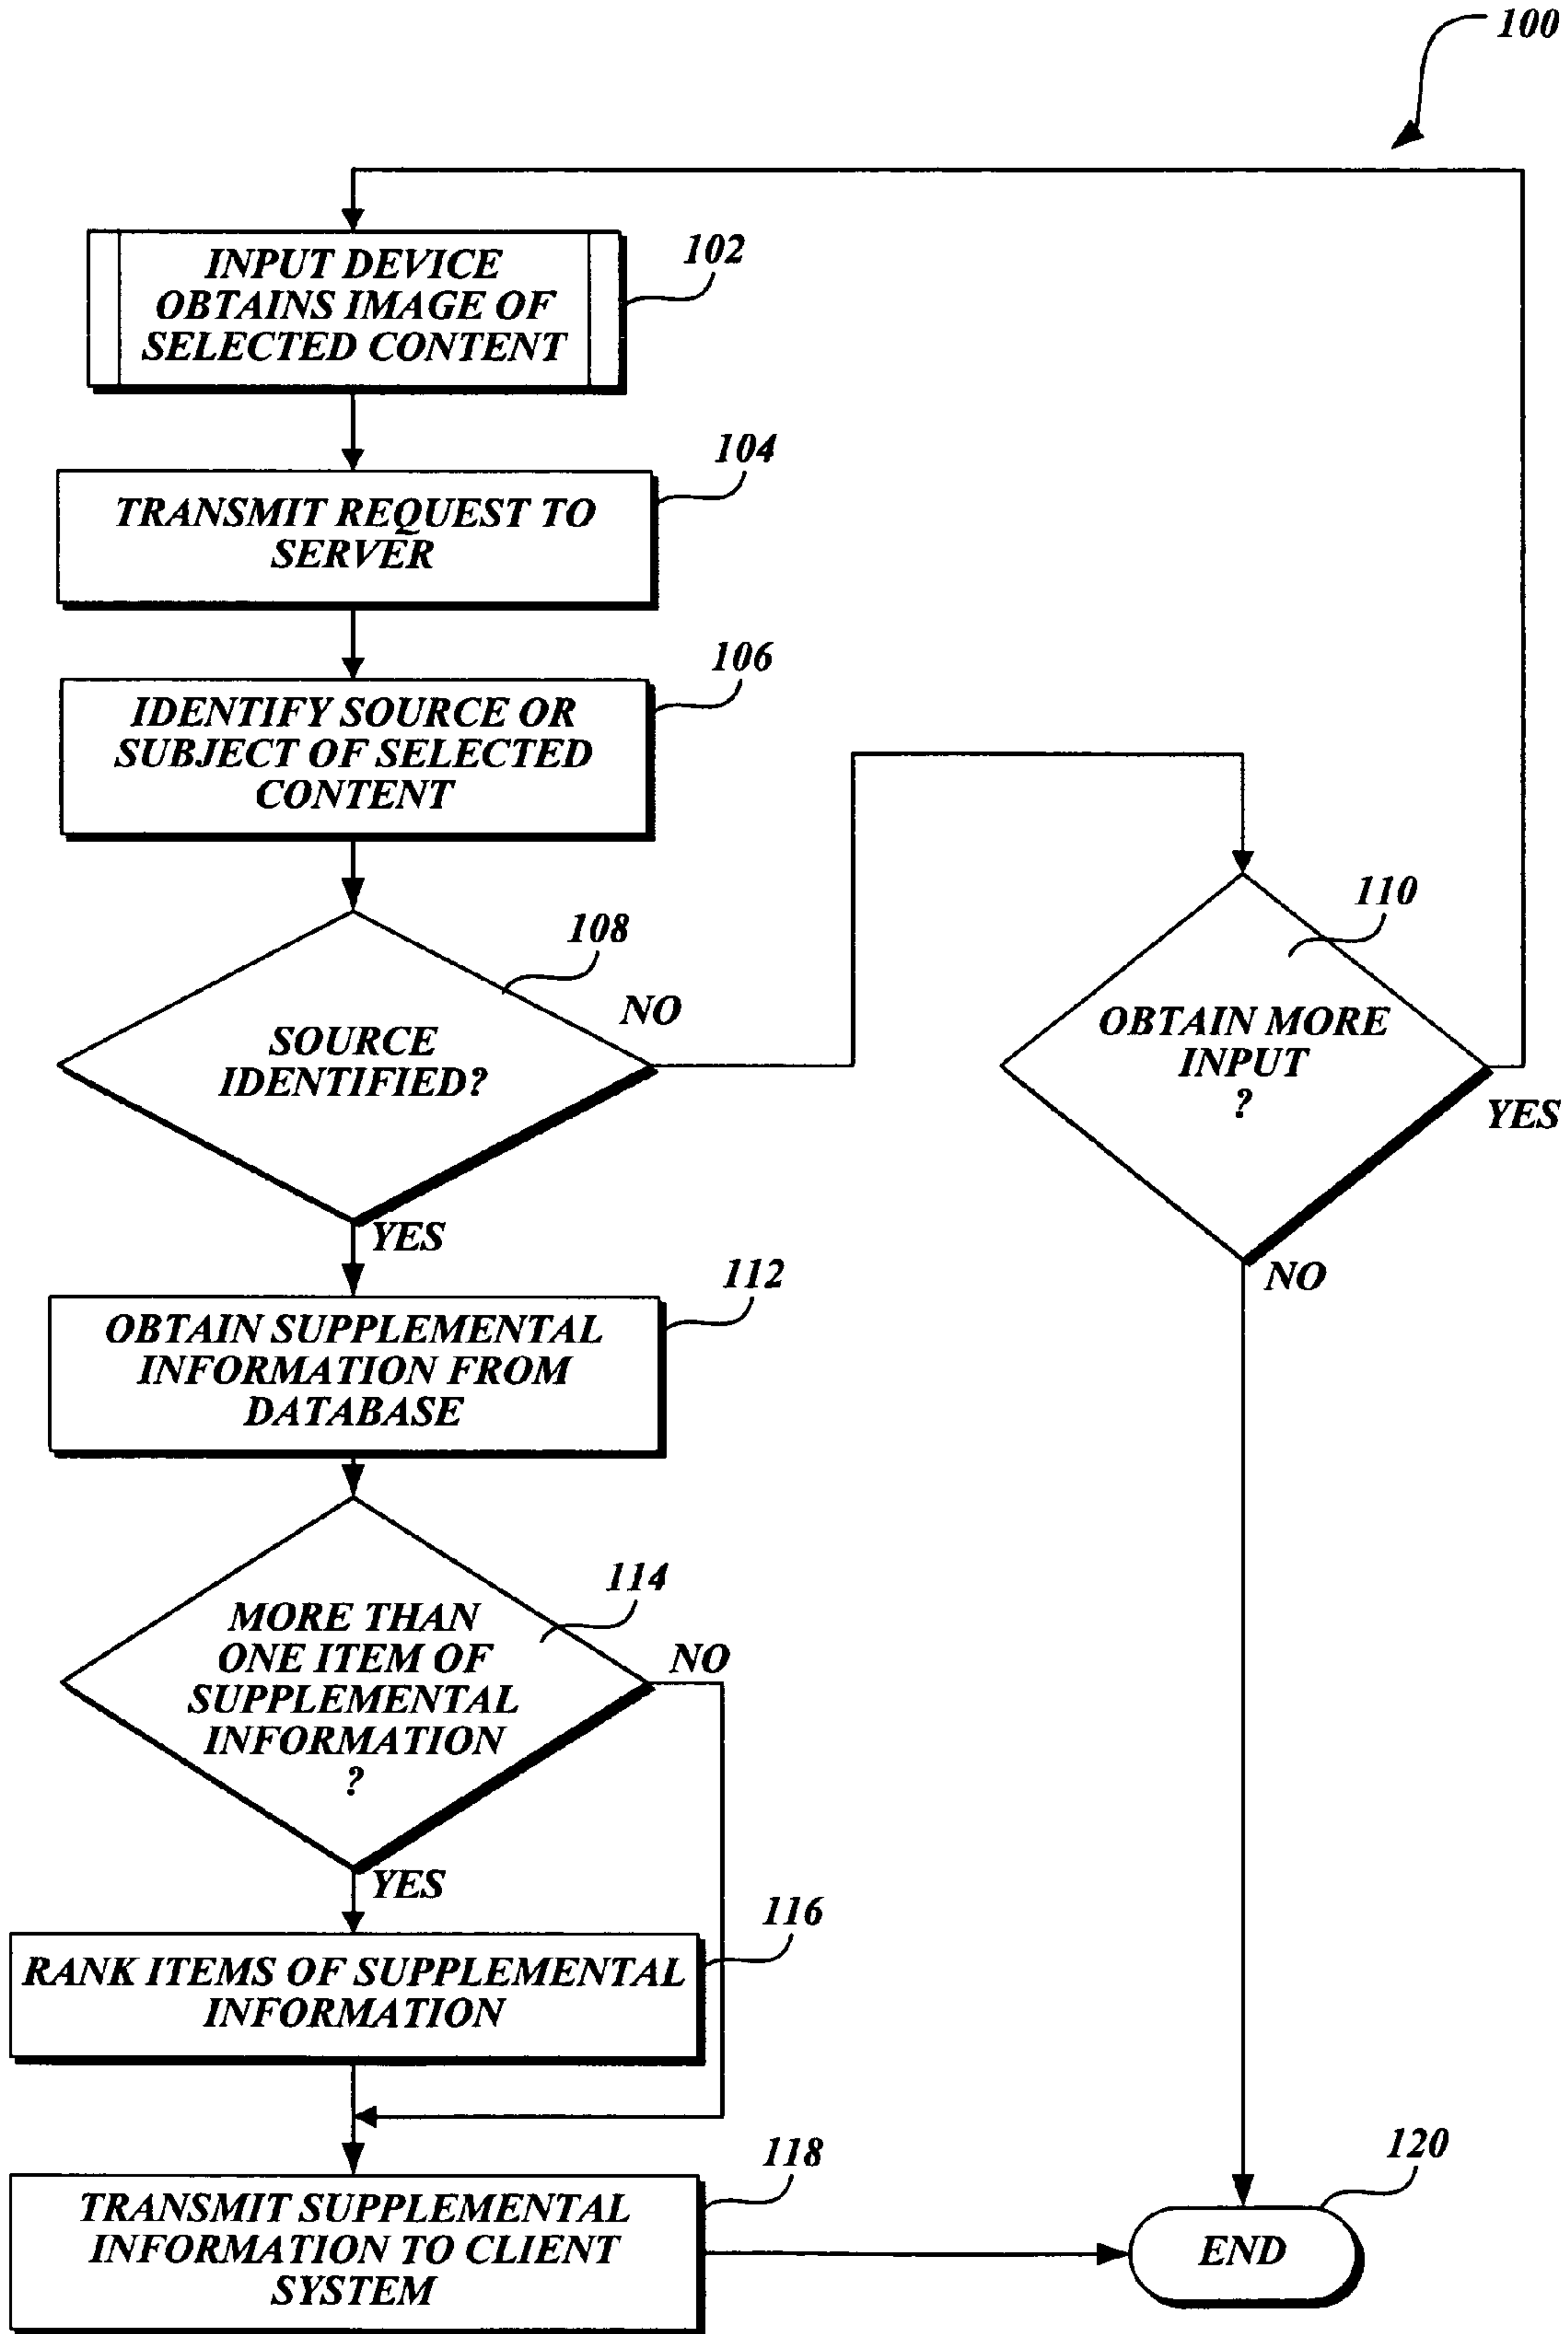 100
INPUT DEVICE
OBTAINS IMAGE OF
SELECTED CONTENT
102
TRANSMIT REQUEST TO
SERVER
104
IDENTIFY SOURCE OR
SUBJECT OF SELECTED
CONTENT
106
SOURCE
IDENTIFIED?
108
NO
YES
OBTAIN MORE
INPUT
?
110
YES
NO
OBTAIN SUPPLEMENTAL
INFORMATION FROM
DATABASE
112
MORE THAN
ONE ITEM OF
SUPPLEMENTAL
INFORMATION
?
114
NO
YES
RANK ITEMS OF SUPPLEMENTAL
INFORMATION
116
TRANSMIT SUPPLEMENTAL
INFORMATION TO CLIENT
SYSTEM
118
END
120